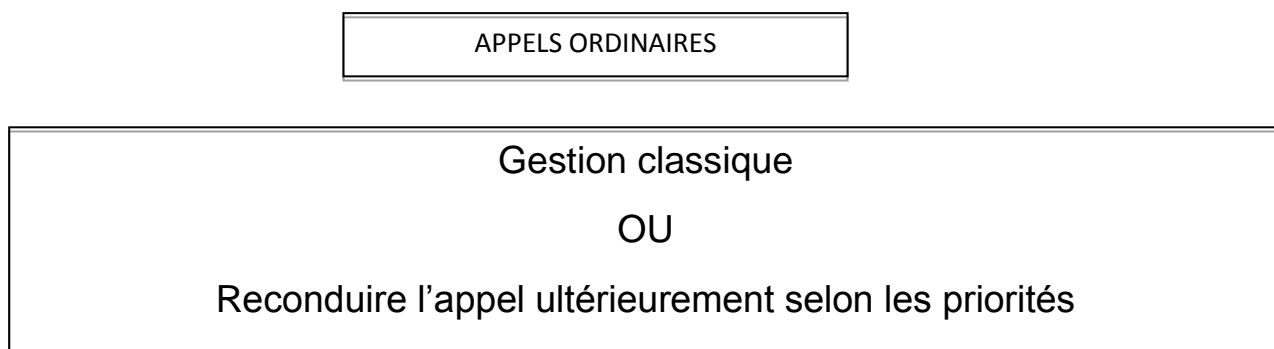 APPELS ORDINAIRES
Gestion classique
OU
Reconduire l’appel ultérieurement selon les priorités